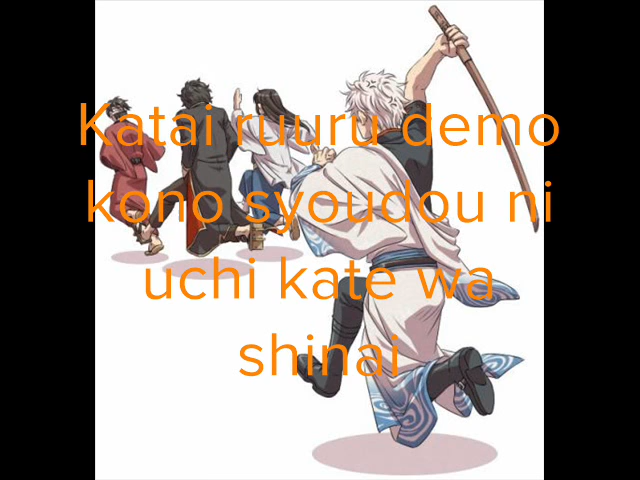 Katai ruuru demo
kono syoudou ni
uchi kate wa
shinai